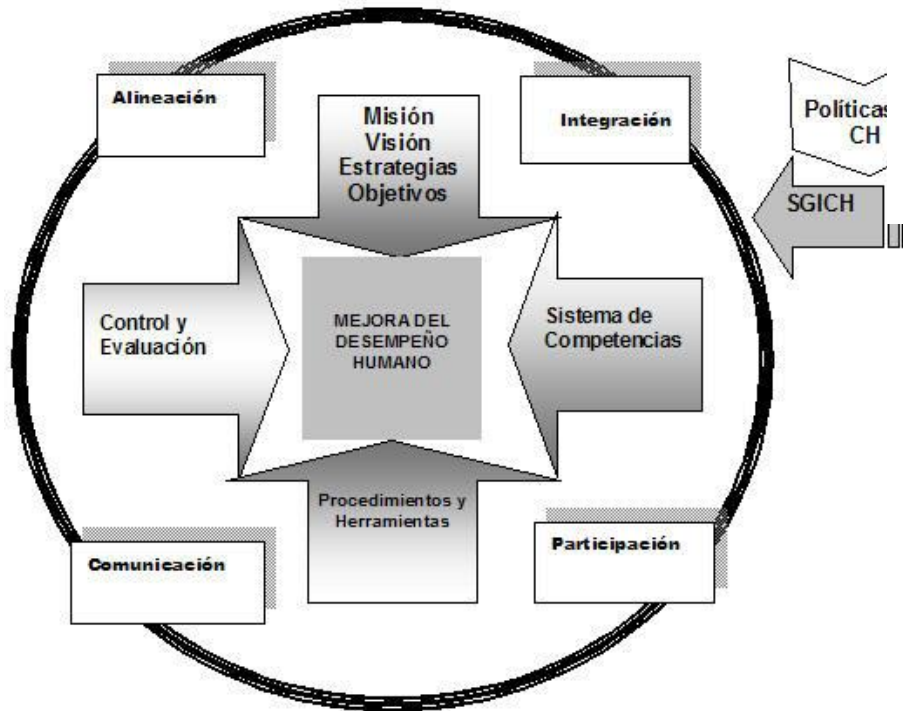 Alineación
Integración
Misión
Visión
Estrategias
Objetivos
Políticas
CH
SGICH
Control y
Evaluación
MEJORA DEL
DESEMPEÑO
HUMANO
Sistema de
Competencias
Procedimientos y
Herramientas
Comunicación
Participación